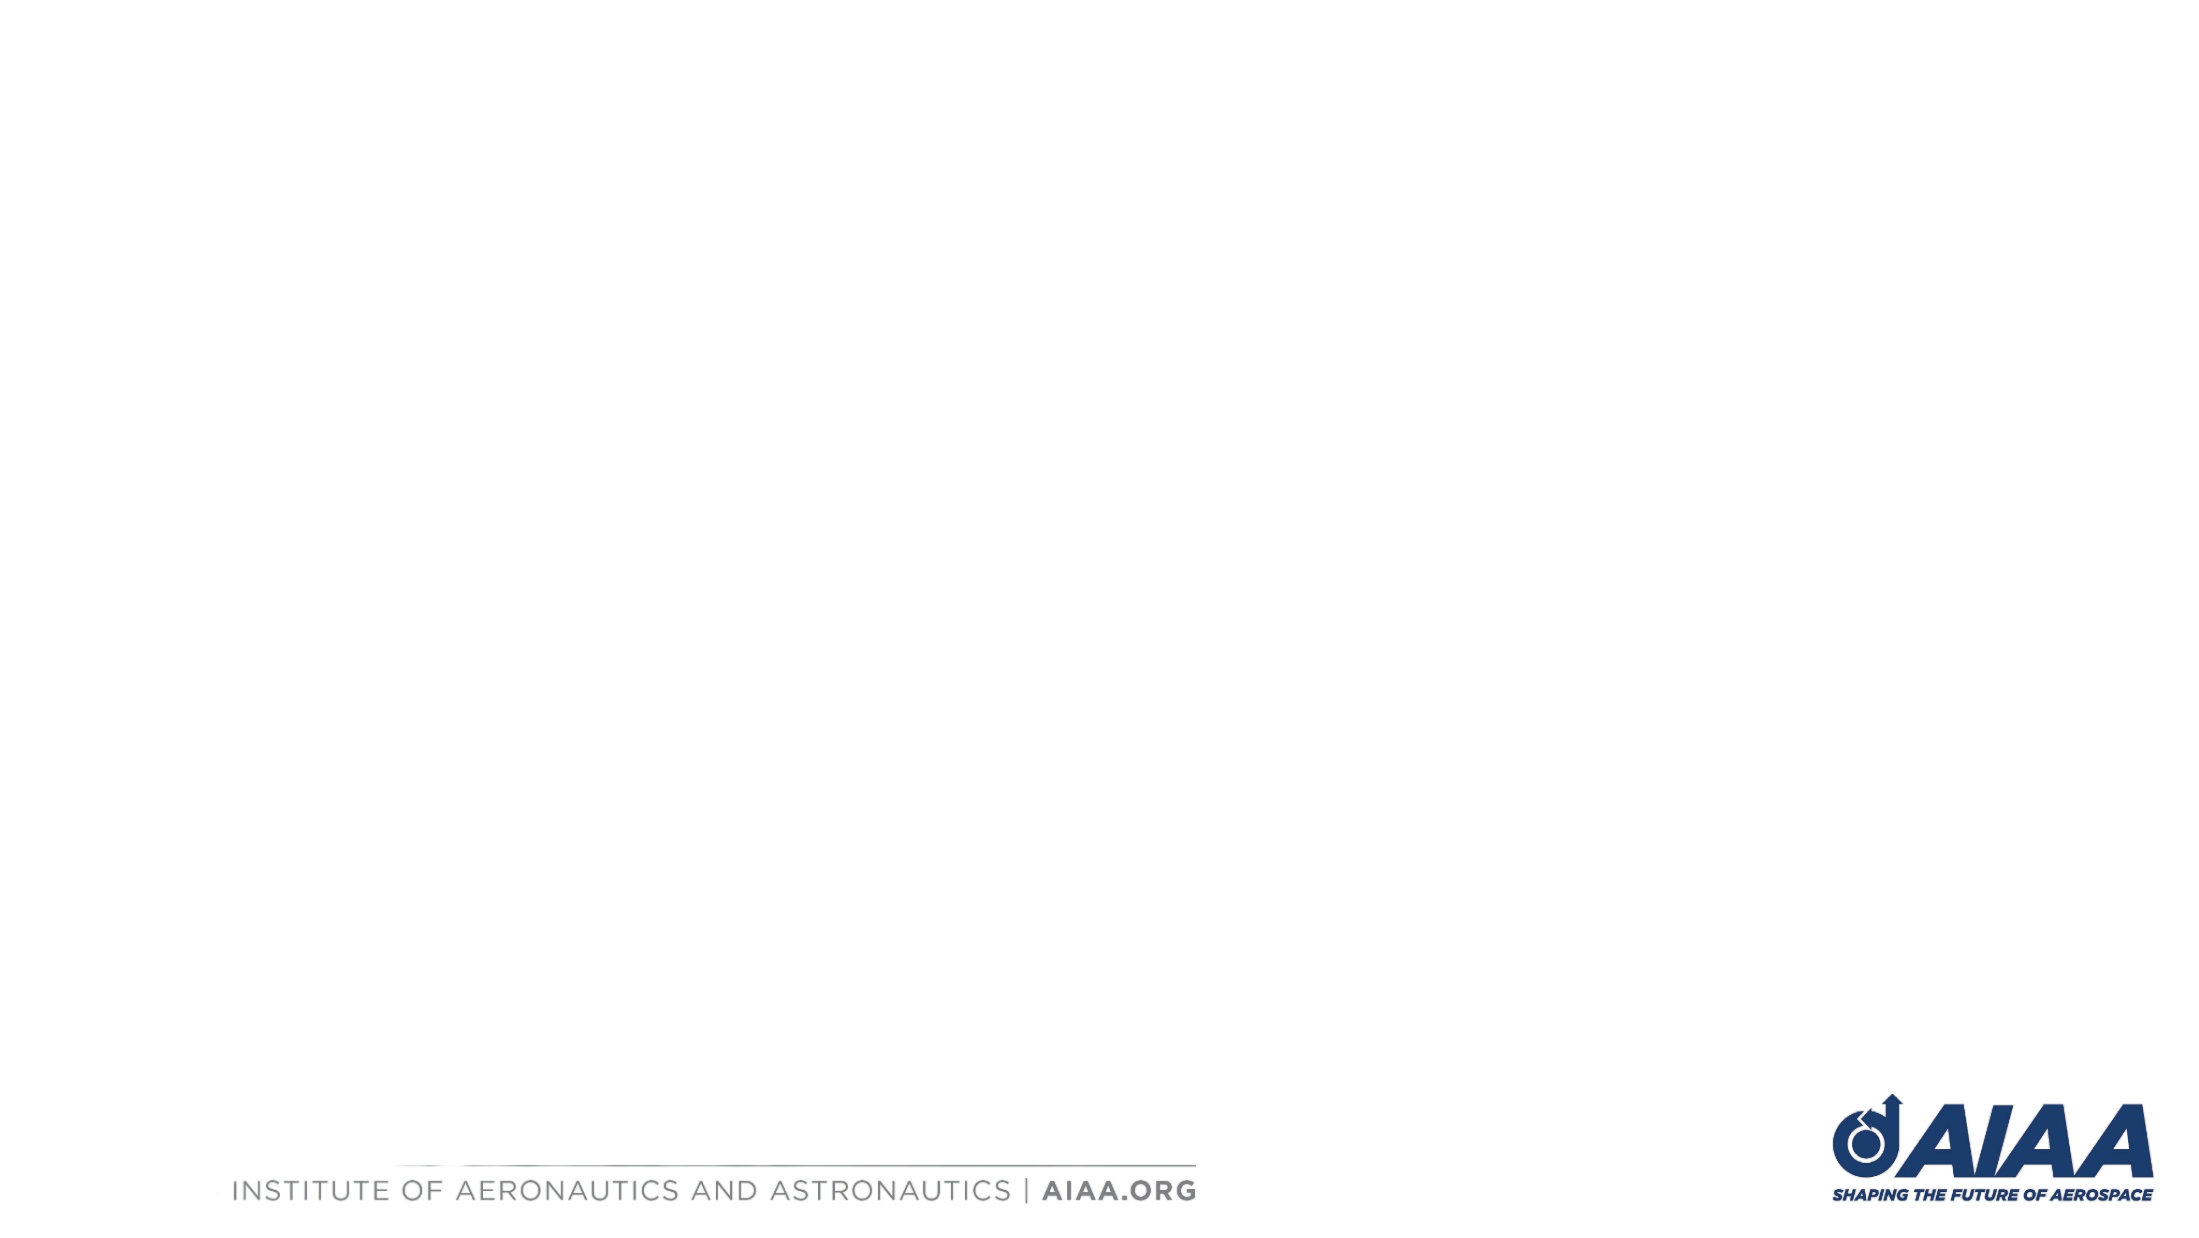 INSTITUTE OF AERONAUTICS AND ASTRONAUTICS | AIAA.ORG
AIAA
SHAPING THE FUTURE OF AEROSPACE